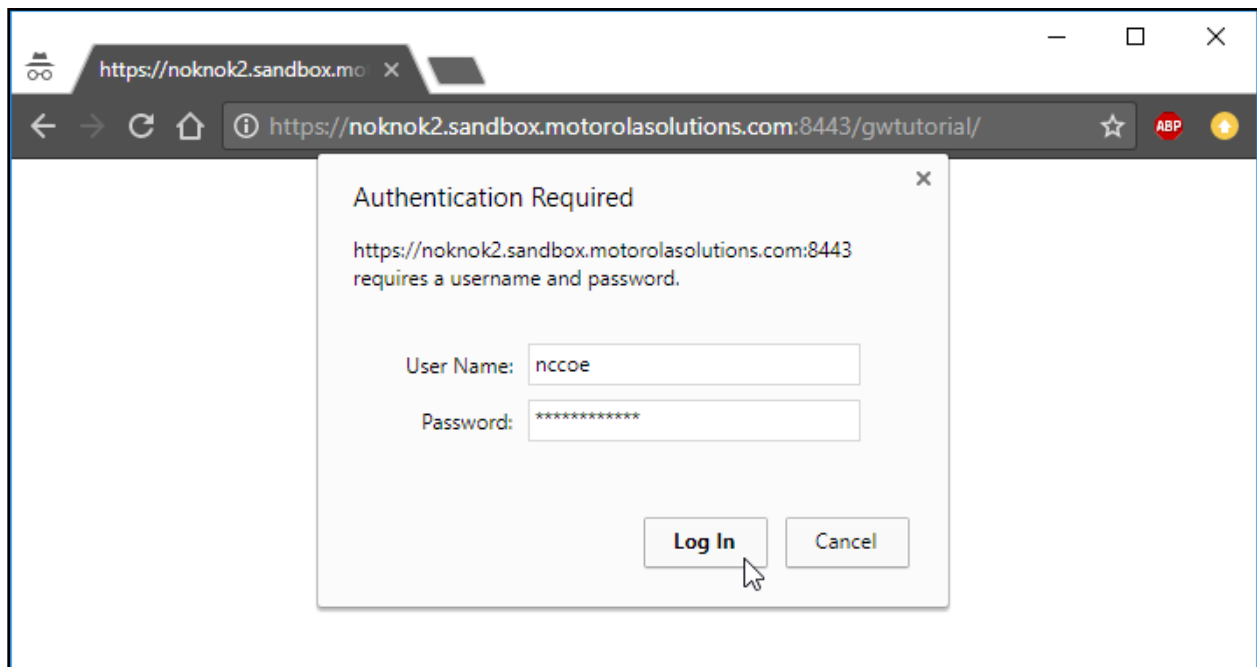 https://noknok2.sandbox.mo
https://noknok2.sandbox.motorolasolutions.com:8443/gwtutorial/
ABP
Authentication Required
https://noknok2.sandbox.motorolasolutions.com:8443
requires a username and password.
User Name: nccoe
Password: ************
Log In Cancel